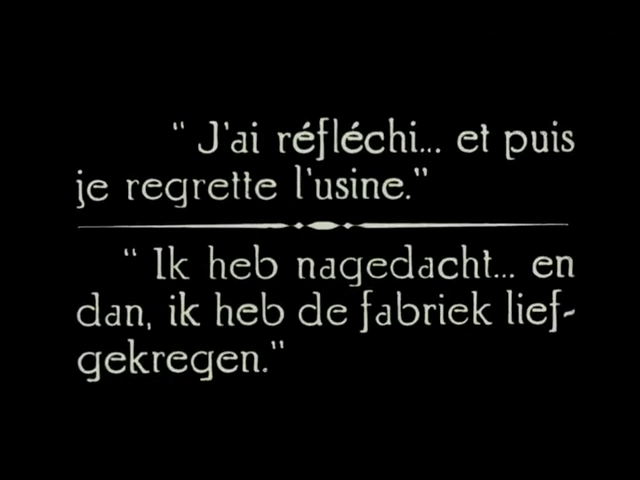 " J'ai réfléchi... et puis
je regrette l'usine."
" Ik heb nagedacht... en
dan, ik heb de fabriek lief-
gekregen."